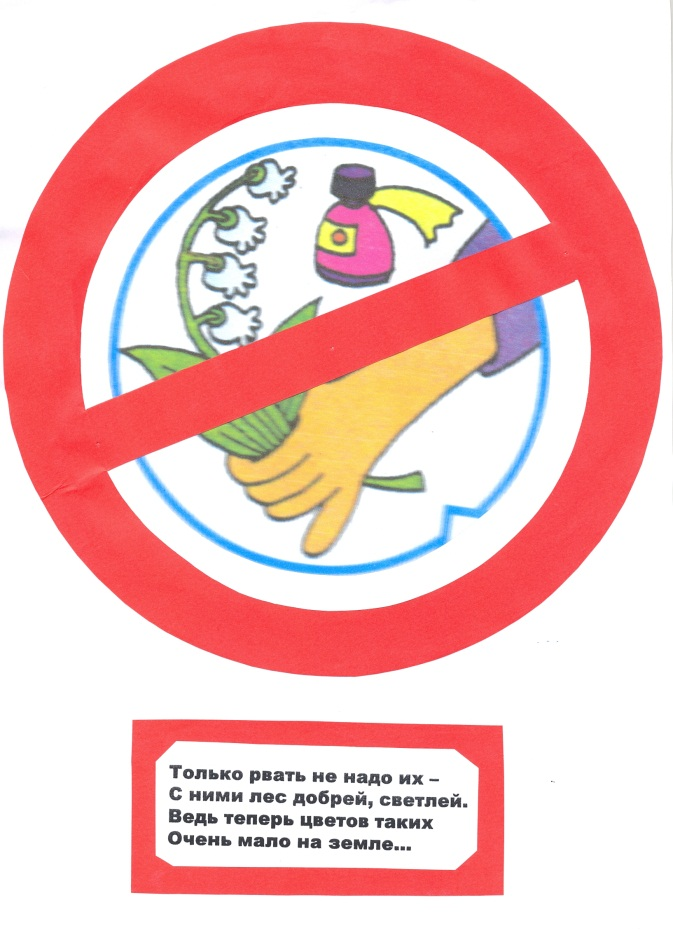 Только рвать не надо их –
С ними лес добрей, светлей.
Ведь теперь цветов таких
Очень мало на земле...